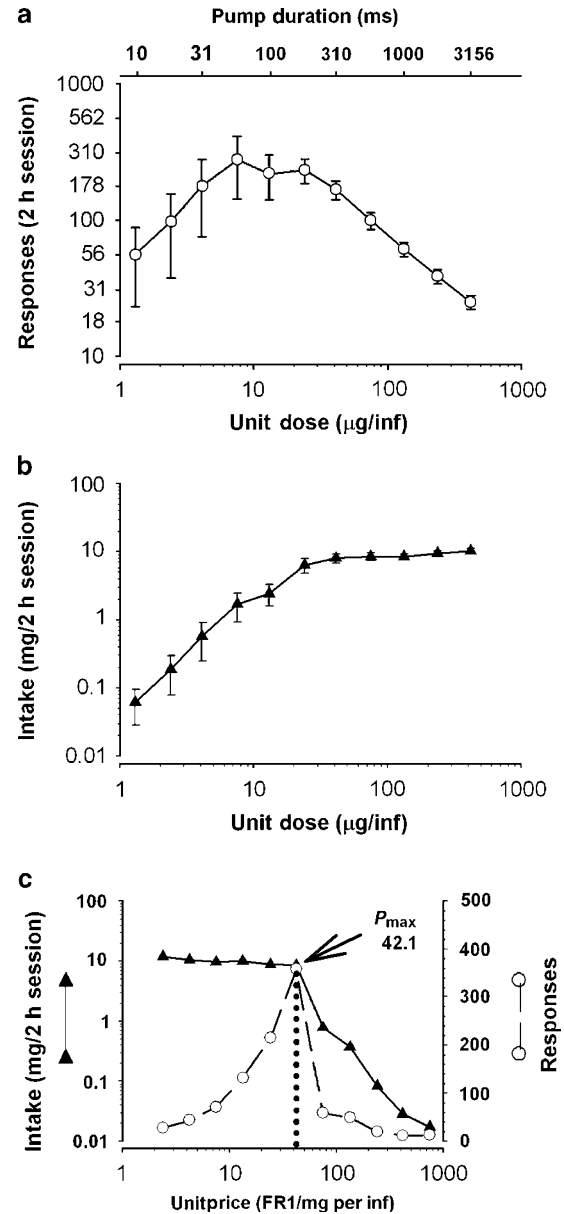 a
Pump duration (ms)
10 31 100 310 1000 3156
Responses (2 h session)
1000
562
310
178
100
56
31
18
10
1 10 100 1000
Unit dose (μg/inf)
b
Intake (mg/2 h session)
100
10
1
0.1
0.01
1 10 100 1000
Unit dose (μg/inf)
c
Intake (mg/2 h session)
100
10
1
0.1
0.01
Pmax
42.1
500
400
300
200
100
0
Responses
1 10 100 1000
Unitprice (FR1/mg per inf)